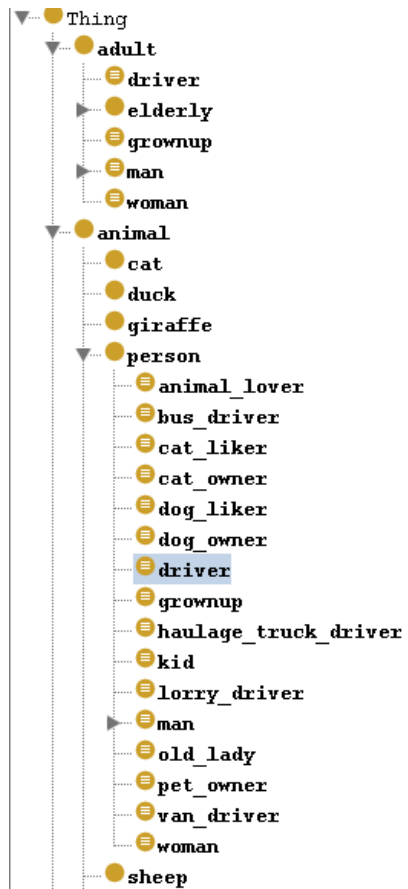 Thing
adult
driver
elderly
grownup
man
woman
animal
cat
duck
giraffe
person
animal_lover
bus_driver
cat_liker
cat_owner
dog_liker
dog_owner
driver
grownup
haulage_truck_driver
kid
lorry_driver
man
old_lady
pet_owner
van_driver
woman
sheep